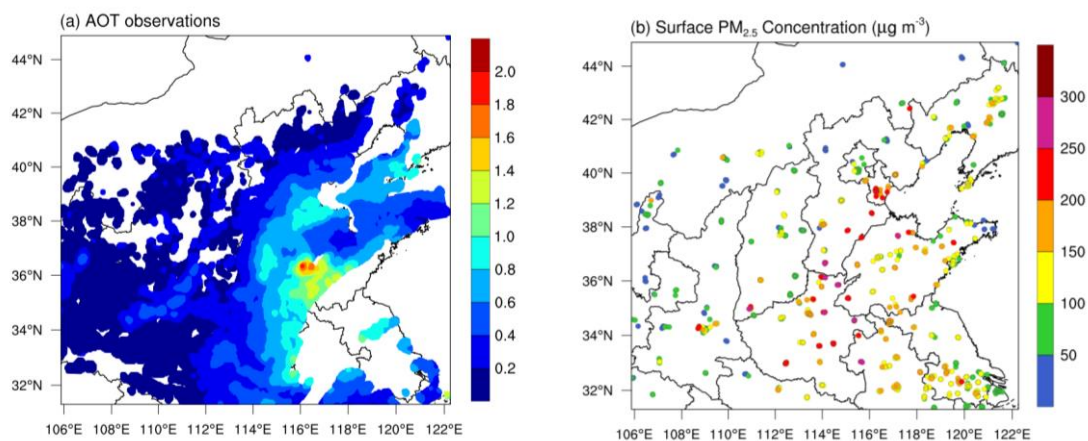 (a) AOT observations
44°N
42°N
40°N
38°N
36°N
34°N
32°N
106°E 108°E 110°E 112°E 114°E 116°E 118°E 120°E 122°E
2.0
1.8
1.6
1.4
1.2
1.0
0.8
0.6
0.4
0.2
(b) Surface PM2.5 Concentration (µg m-3)
44°N
42°N
40°N
38°N
36°N
34°N
32°N
106°E 108°E 110°E 112°E 114°E 116°E 118°E 120°E 122°E
300
250
200
150
100
50